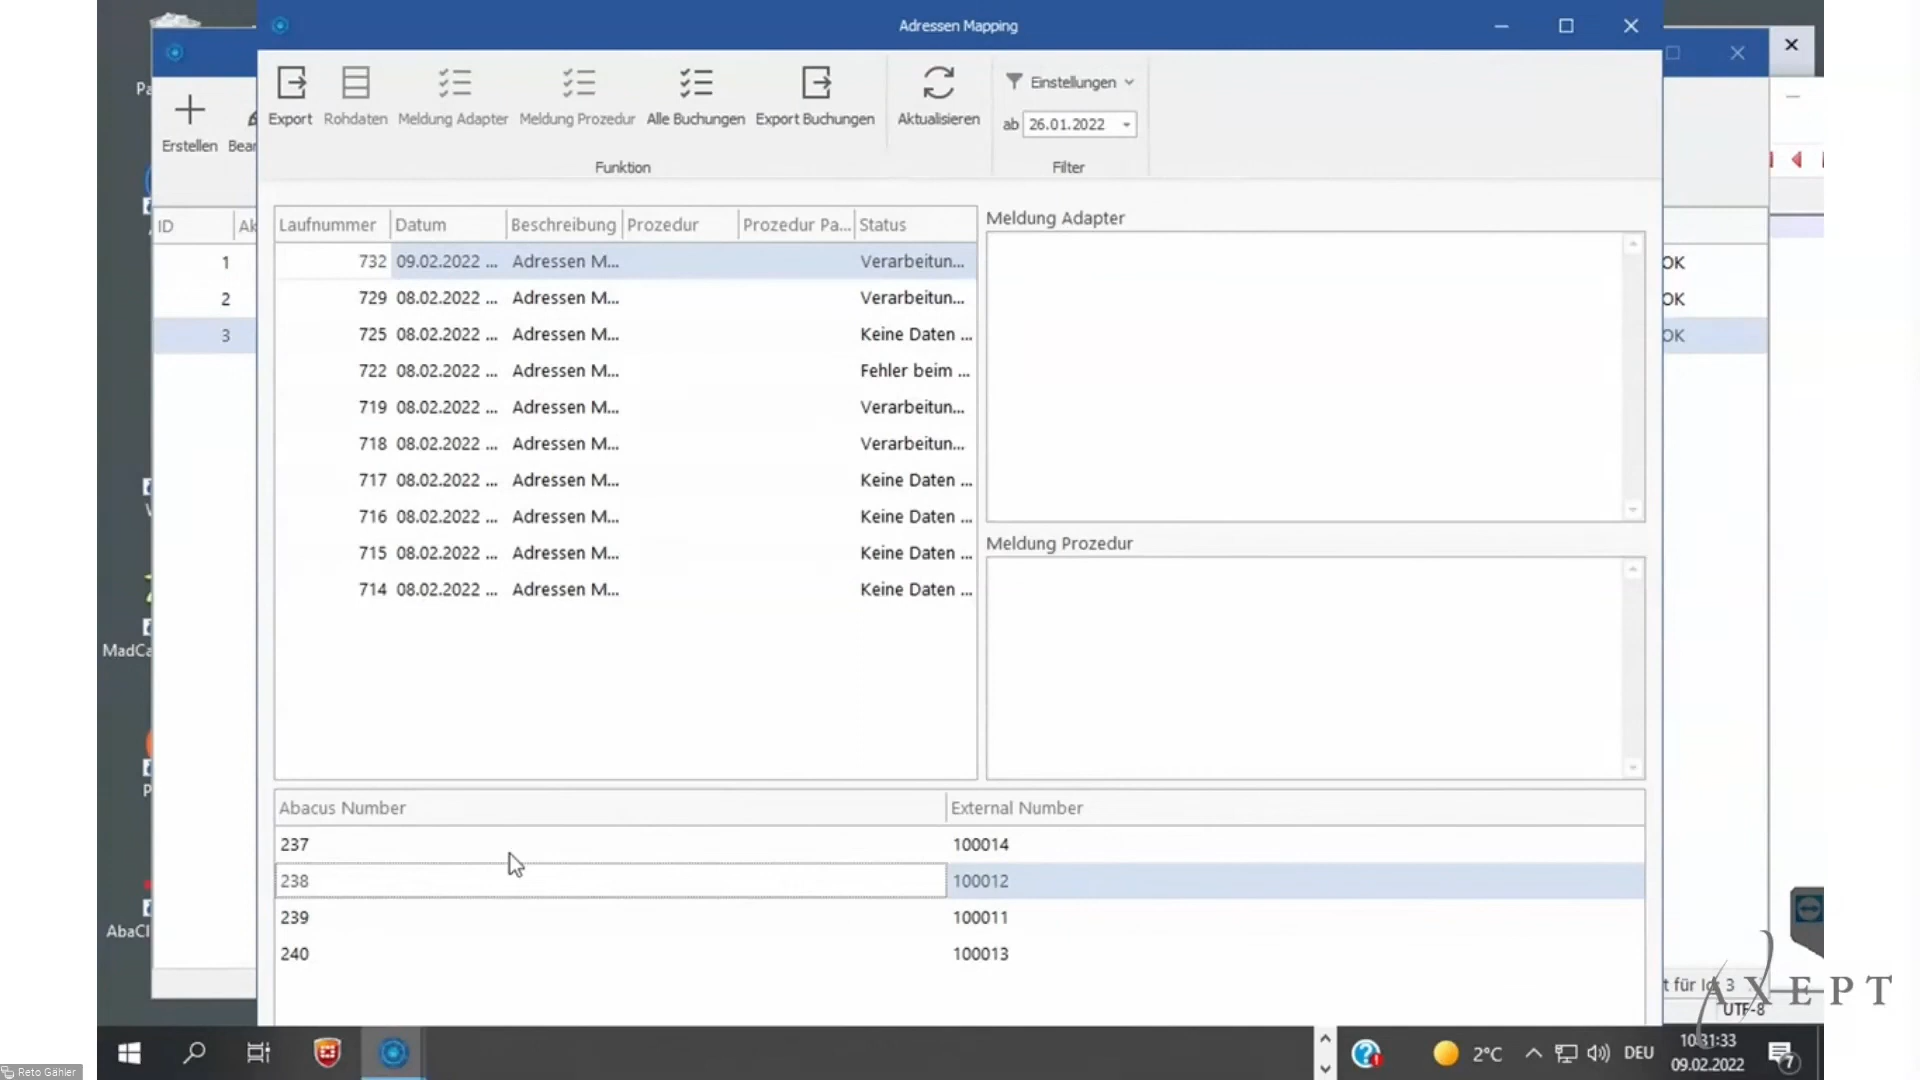 Adressen Mapping
Export
Rohdaten
Meldung Adapter
Meldung Prozedur
Alle Buchungen
Export Buchungen
Aktualisieren
Einstellungen
ab 26.01.2022
Funktion
Filter
Erstellen
ID
1
2
3
Laufnummer Datum Beschreibung Prozedur Prozedur Pa... Status
732 09.02.2022 ... Adressen M... Verarbeitun...
729 08.02.2022 ... Adressen M... Verarbeitun...
725 08.02.2022 ... Adressen M... Keine Daten ...
722 08.02.2022 ... Adressen M... Fehler beim ...
719 08.02.2022 ... Adressen M... Verarbeitun...
718 08.02.2022 ... Adressen M... Verarbeitun...
717 08.02.2022 ... Adressen M... Keine Daten ...
716 08.02.2022 ... Adressen M... Keine Daten ...
715 08.02.2022 ... Adressen M... Keine Daten ...
714 08.02.2022 ... Adressen M... Keine Daten ...
Meldung Adapter
Meldung Prozedur
OK
OK
OK
Abacus Number External Number
237 100014
238 100012
239 100011
240 100013
für
3
UTF-8
AXEPT
2°C
DEU
10:31:33
09.02.2022
7
Reto Gähler